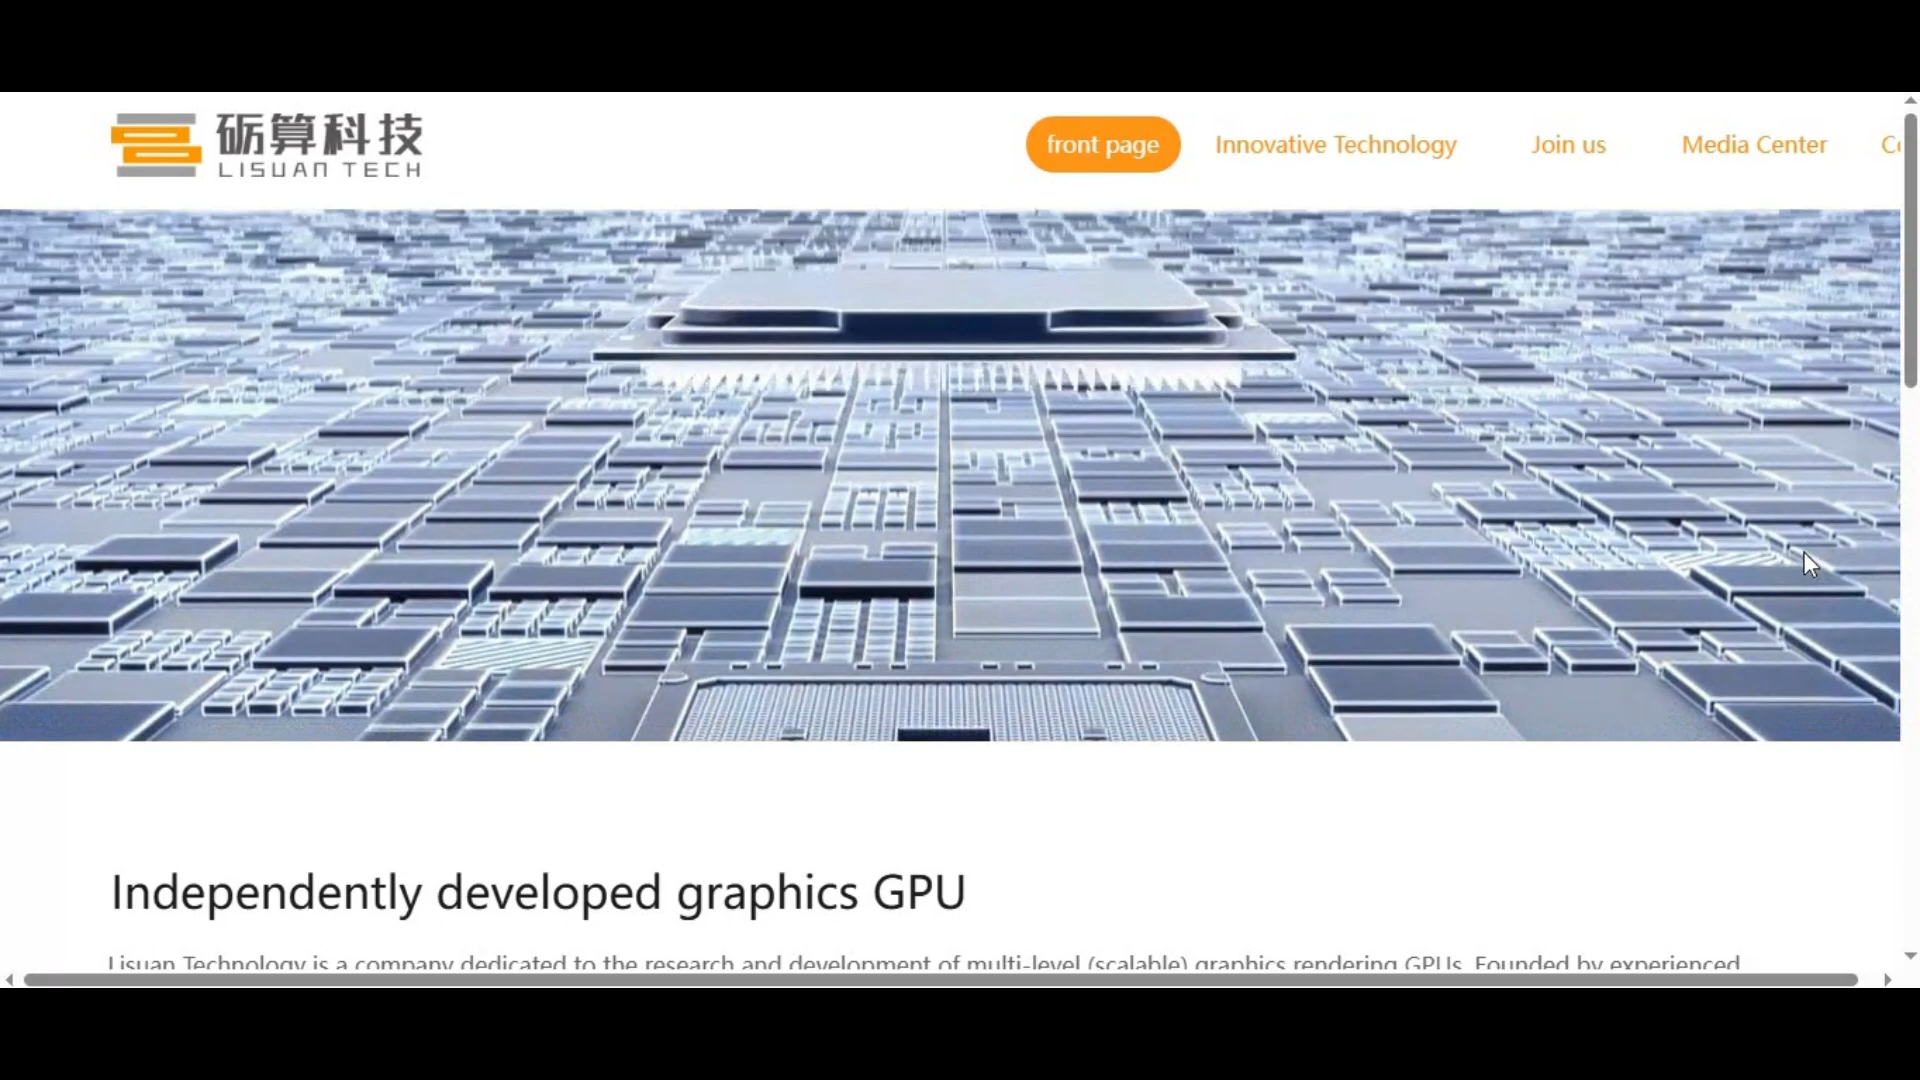 砺算科技
LISUAN TECH
front page
Innovative Technology
Join us
Media Center
Independently developed graphics GPU
Lisuan Technology is a company dedicated to the research and development of multi-level (scalable) graphics rendering GPUs. Founded by experienced